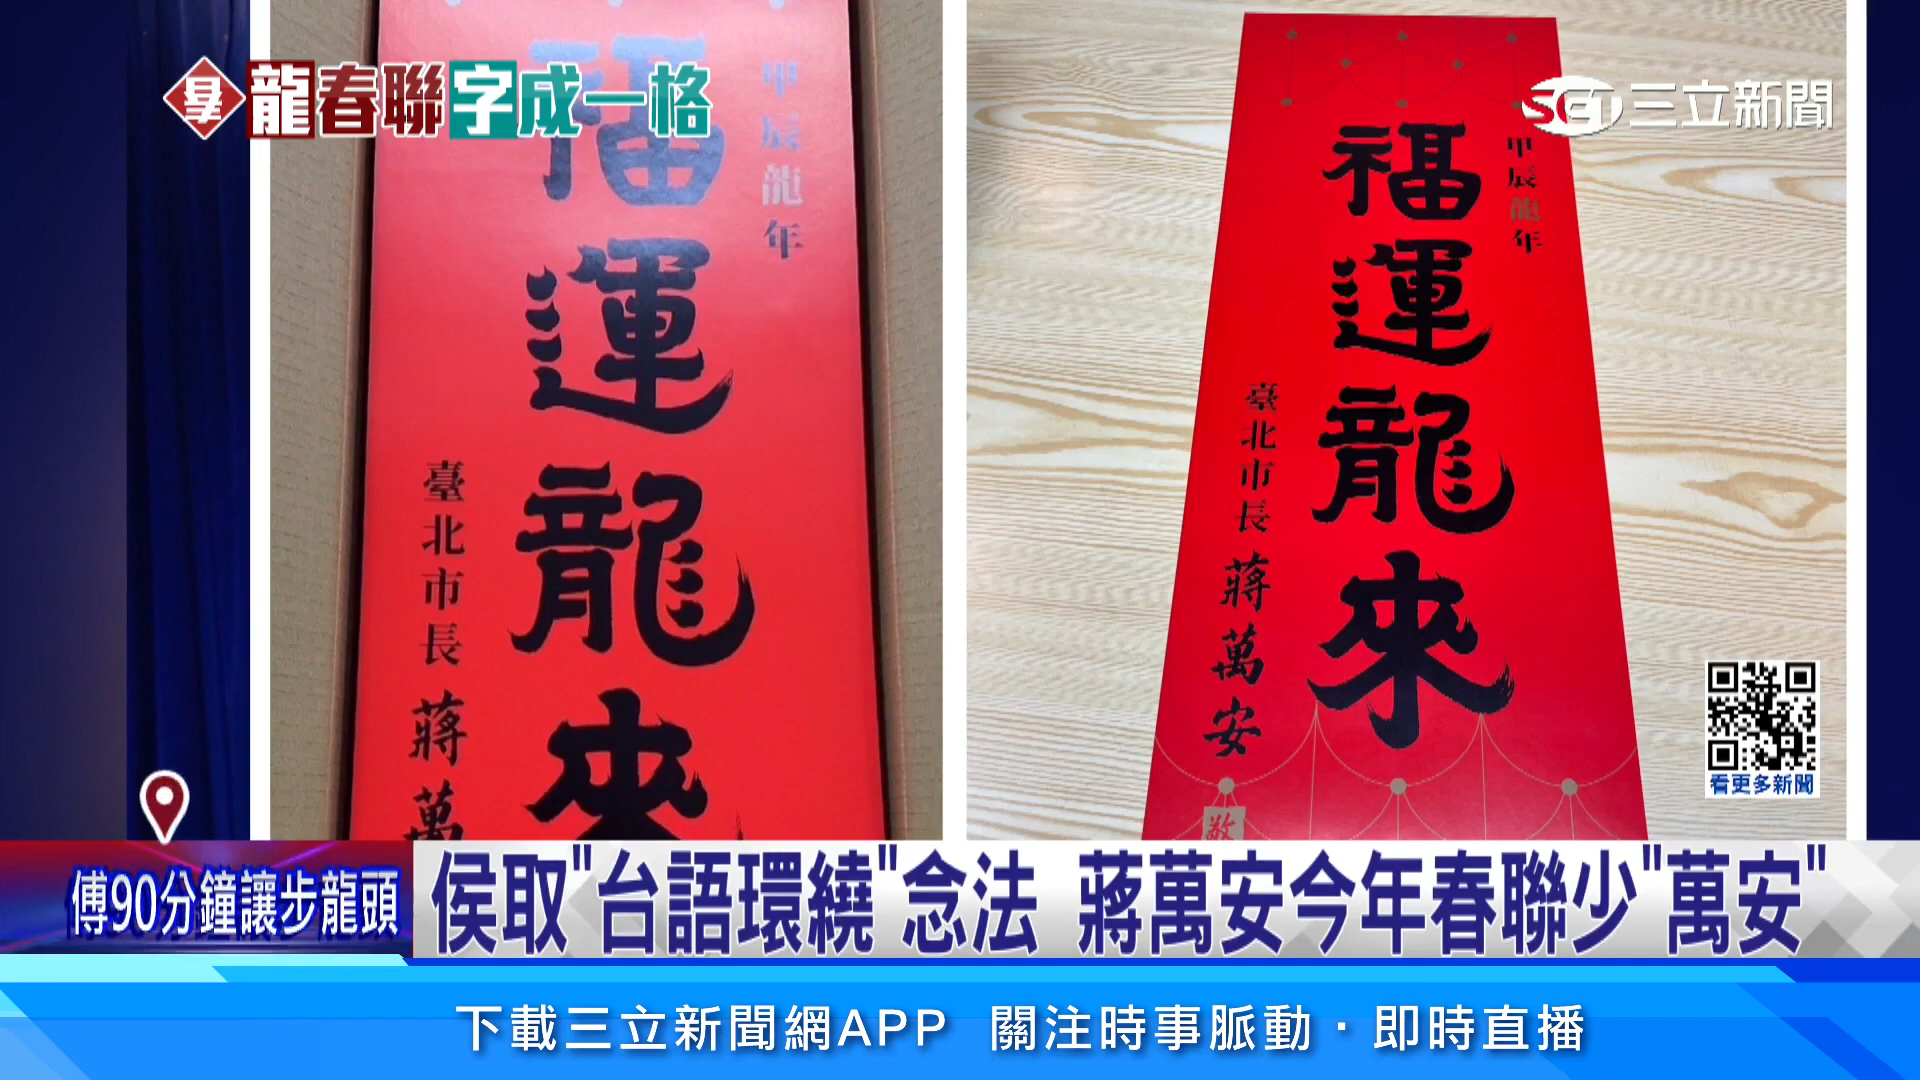 龍春聯字成一格
SET三立新聞
甲辰龍年
福運龍來
臺北市長 蔣萬
甲辰龍年
福運龍來
臺北市長 蔣萬安
敬
看更多新聞
傅90分鐘讓步龍頭
侯取"台語環繞"念法 蔣萬安今年春聯少"萬安"
下載三立新聞網APP 關注時事脈動·即時直播